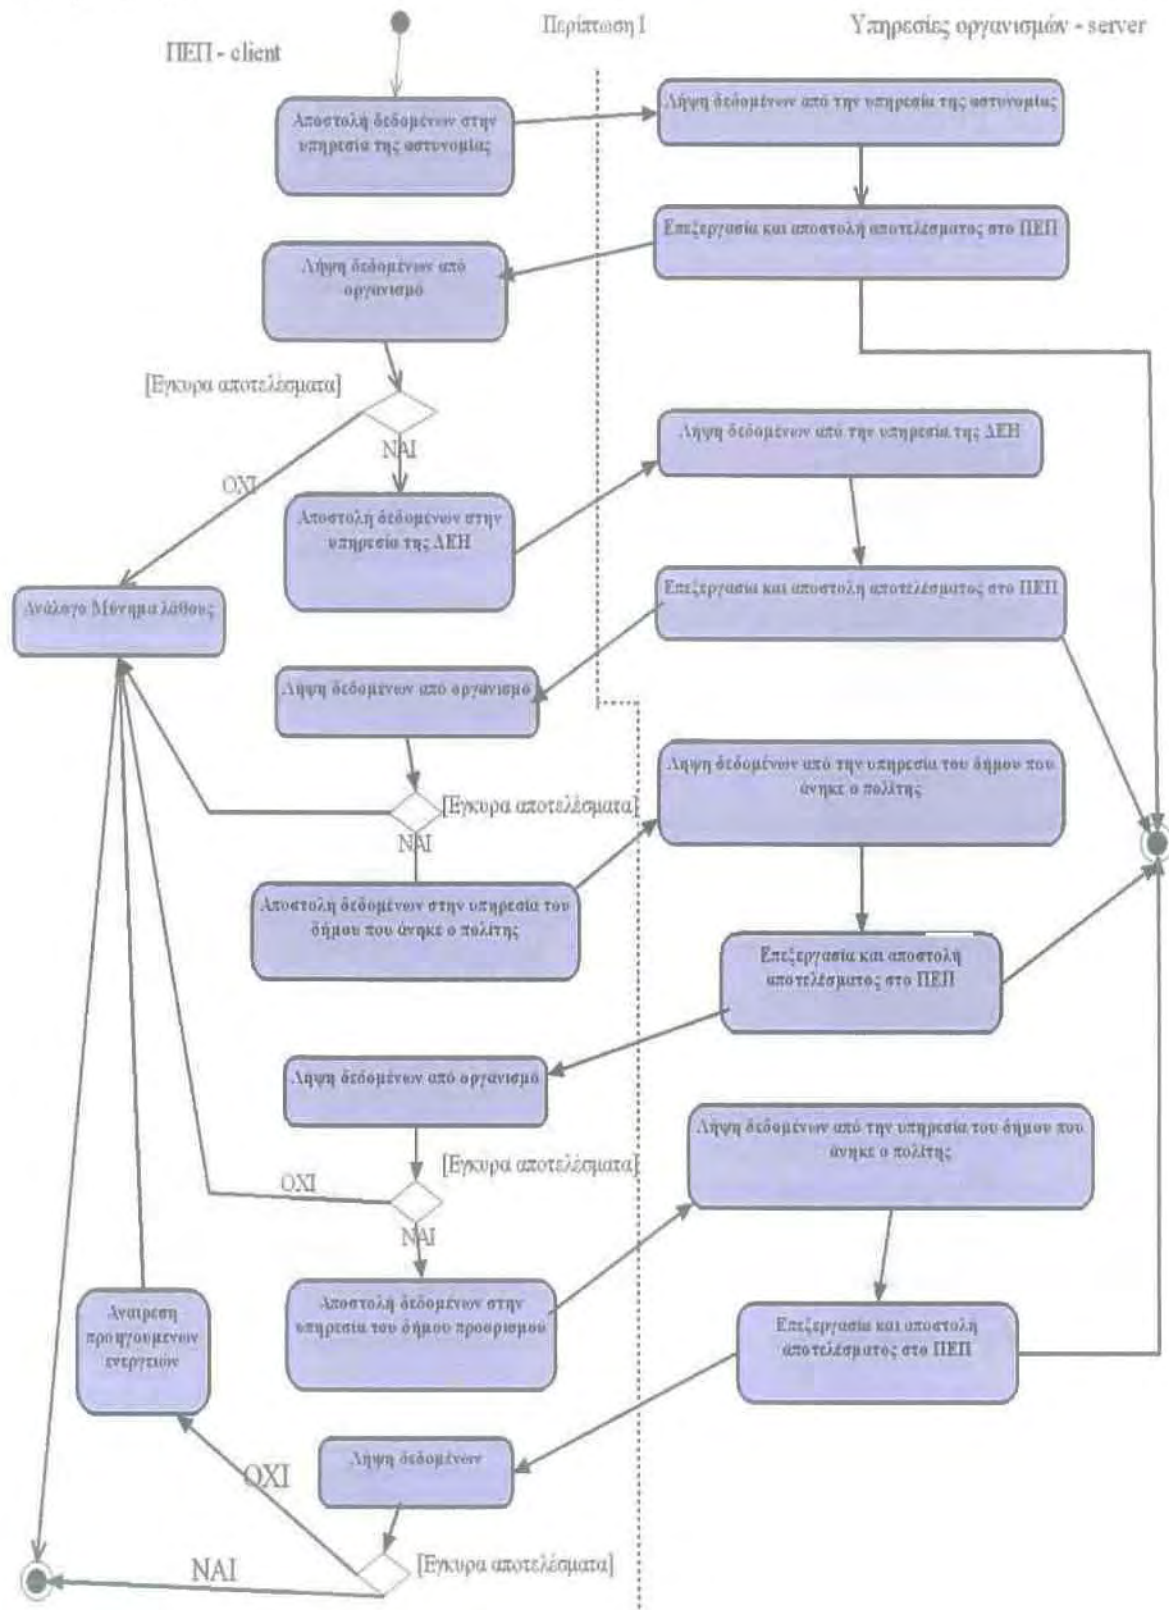 ΠΕΠ - client
Περίπτωση 1
Υπηρεσίες οργανισμών - server
Αποστολή δεδομένων στην
υπηρεσία της αστυνομίας
Λήψη δεδομένων από την υπηρεσία της αστυνομίας
Επεξεργασία και αποστολή αποτελέσματος στο ΠΕΠ
Λήψη δεδομένων από
οργανισμό
[Εγκυρα αποτελέσματα]
ΝΑΙ
ΟΧΙ
Λήψη δεδομένων από την υπηρεσία της ΔΕΗ
Αποστολή δεδομένων στην
υπηρεσία της ΔΕΗ
Επεξεργασία και αποστολή αποτελέσματος στο ΠΕΠ
Ανάλογο Μύνημα λάθους
Λήψη δεδομένων από οργανισμό
Λήψη δεδομένων από την υπηρεσία του δήμου που
άνηκε ο πολίτης
[Εγκυρα αποτελέσματα]
ΝΑΙ
Αποστολή δεδομένων στην υπηρεσία του
δήμου που άνηκε ο πολίτης
Επεξεργασία και αποστολή
αποτελέσματος στο ΠΕΠ
Λήψη δεδομένων από οργανισμό
Λήψη δεδομένων από την υπηρεσία του δήμου που
άνηκε ο πολίτης
[Εγκυρα αποτελέσματα]
ΟΧΙ
ΝΑΙ
Αποστολή δεδομένων στην
υπηρεσία του δήμου προορισμού
Αναιρεση
προηγουμενων
ενεργειών
Επεξεργασία και αποστολή
αποτελέσματος στο ΠΕΠ
Λήψη δεδομένων
ΟΧΙ
[Εγκυρα αποτελέσματα]
ΝΑΙ